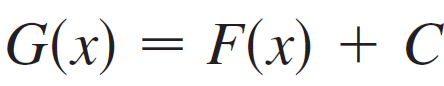 G(x) = F(x) + C